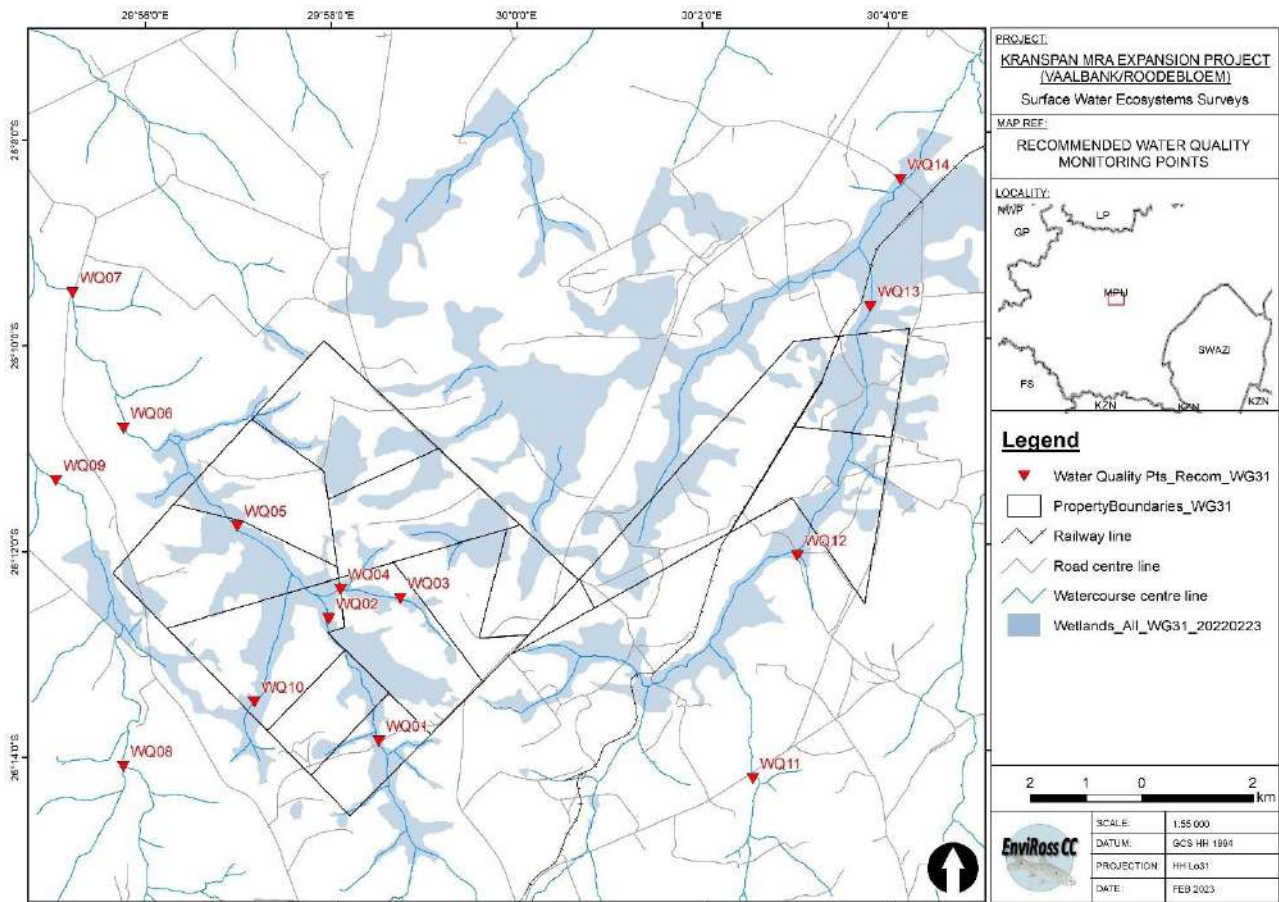 29°56'0"E
29°58'0"E
30°0'0"E
30°2'0"E
30°4'0"E
26°8'0"S
26°10'0"S
26°12'0"S
26°14'0"S
WQ14
WQ07
WQ13
WQ06
WQ09
WQ05
WQ12
WQ04
WQ03
WQ02
WQ10
WQ01
WQ08
WQ11
PROJECT:
KRANSPAN MRA EXPANSION PROJECT
(VAALBANK/ROODEBLOEM)
Surface Water Ecosystems Surveys
MAP REF:
RECOMMENDED WATER QUALITY
MONITORING POINTS
LOCALITY:
NWP
LP
GP
MPU
SWAZI
FS
KZN
KZN
KZN
Legend
Water Quality Pts_Recom_WG31
PropertyBoundaries_WG31
Railway line
Road centre line
Watercourse centre line
Wetlands_All_WG31_20220223
2 1 0 2
km
EnviRoss CC
SCALE: 1:55 000
DATUM: GCS HH 1994
PROJECTION: HH Lo31
DATE: FEB 2023